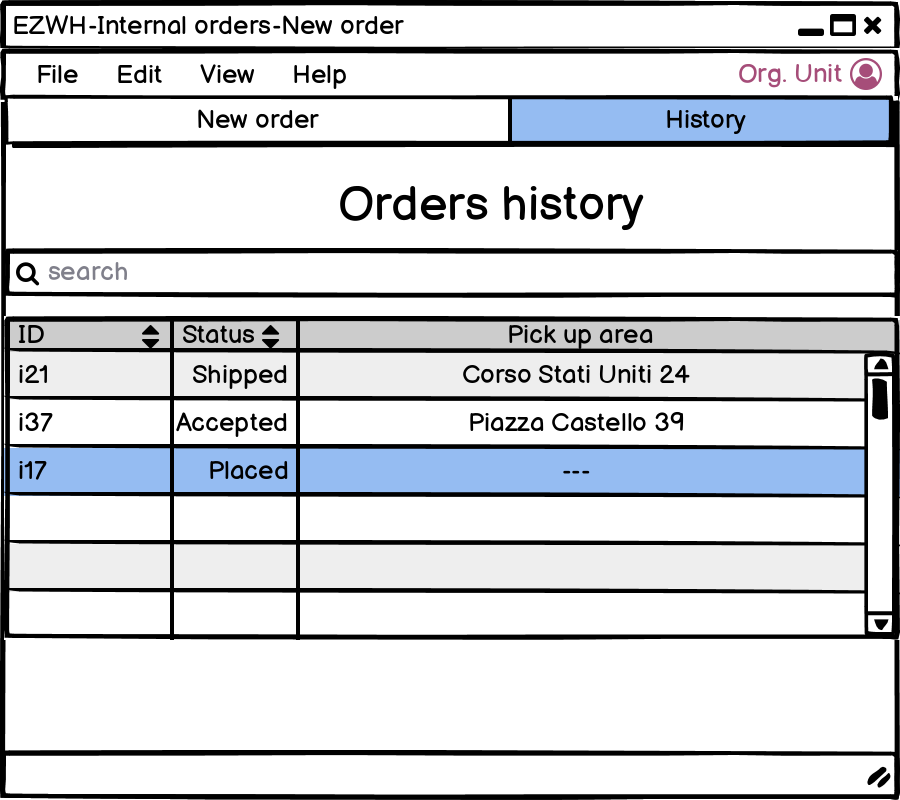 EZWH-Internal orders-New order
File Edit View Help Org. Unit
New order History
Orders history
search
ID Status Pick up area
i21 Shipped Corso Stati Uniti 24
i37 Accepted Piazza Castello 39
i17 Placed ---